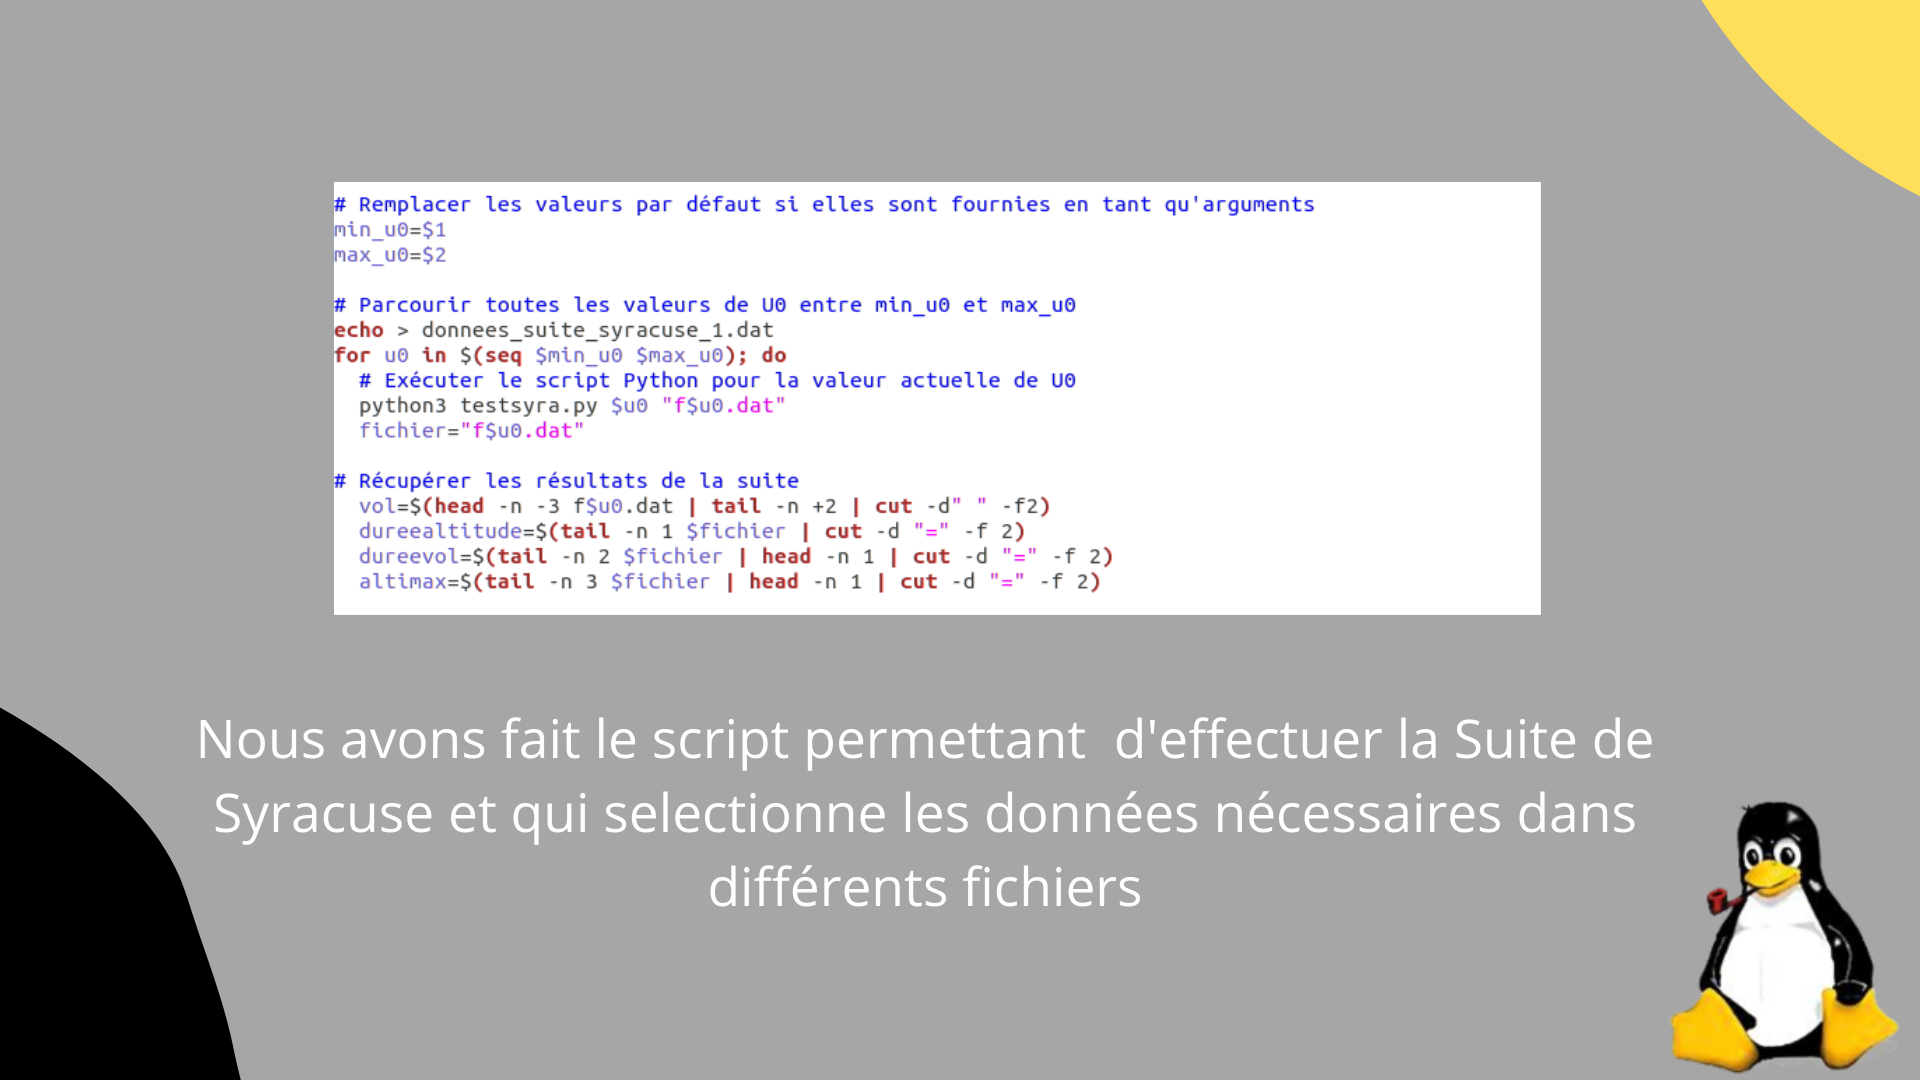 # Remplacer les valeurs par défaut si elles sont fournies en tant qu'arguments
min_u0=$1
max_u0=$2
# Parcourir toutes les valeurs de U0 entre min_u0 et max_u0
echo > donnees_suite_syracuse_1.dat
for u0 in $(seq $min_u0 $max_u0); do
  # Exécuter le script Python pour la valeur actuelle de U0
  python3 testsyra.py $u0 "f$u0.dat"
  fichier="f$u0.dat"
# Récupérer les résultats de la suite
  vol=$(head -n -3 f$u0.dat | tail -n +2 | cut -d" " -f2)
  dureealtitude=$(tail -n 1 $fichier | cut -d "=" -f 2)
  dureevol=$(tail -n 2 $fichier | head -n 1 | cut -d "=" -f 2)
  altimax=$(tail -n 3 $fichier | head -n 1 | cut -d "=" -f 2)
Nous avons fait le script permettant  d'effectuer la Suite de
Syracuse et qui selectionne les données nécessaires dans
différents fichiers